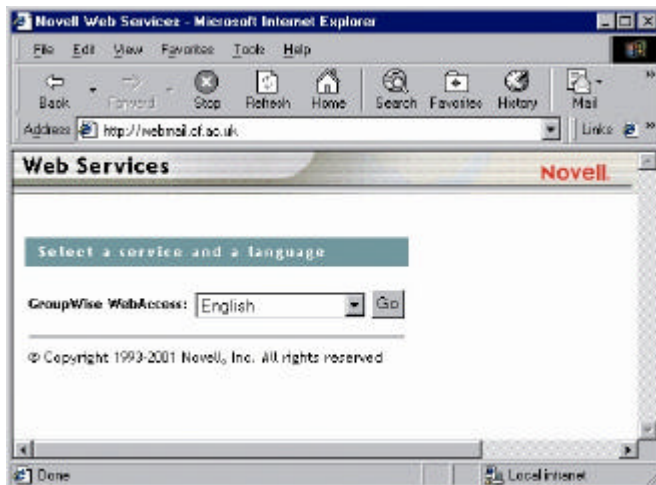 Novell Web Services - Microsoft Internet Explorer
File Edit View Favorites Tools Help
Back Forward Stop Refresh Home Search Favorites History Mail »
Address http://webmail.cf.ac.uk Links »
Web Services
Novell.
Select a service and a language
GroupWise WebAccess: English Go
© Copyright 1993-2001 Novell, Inc. All rights reserved
Done Local intranet